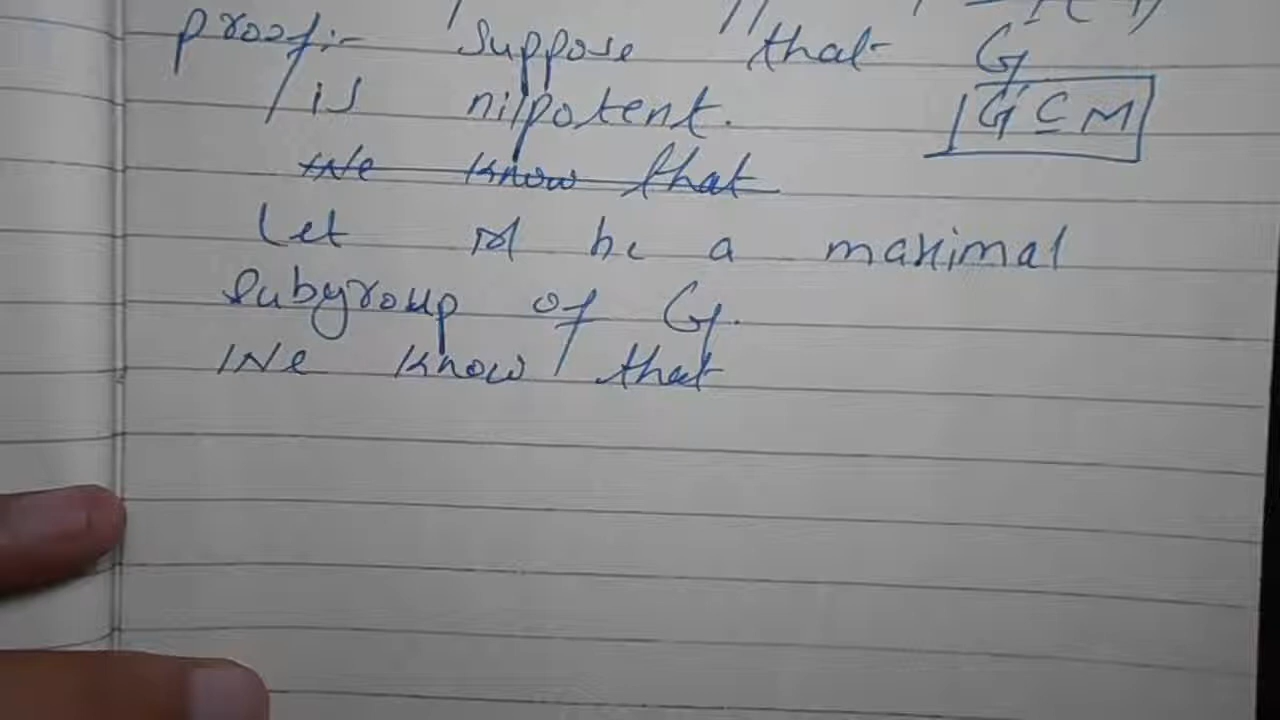 proof:- Suppose that G
is nilpotent. G' ⊆ M
We know that
Let M be a maximal
Subgroup of G.
We know that